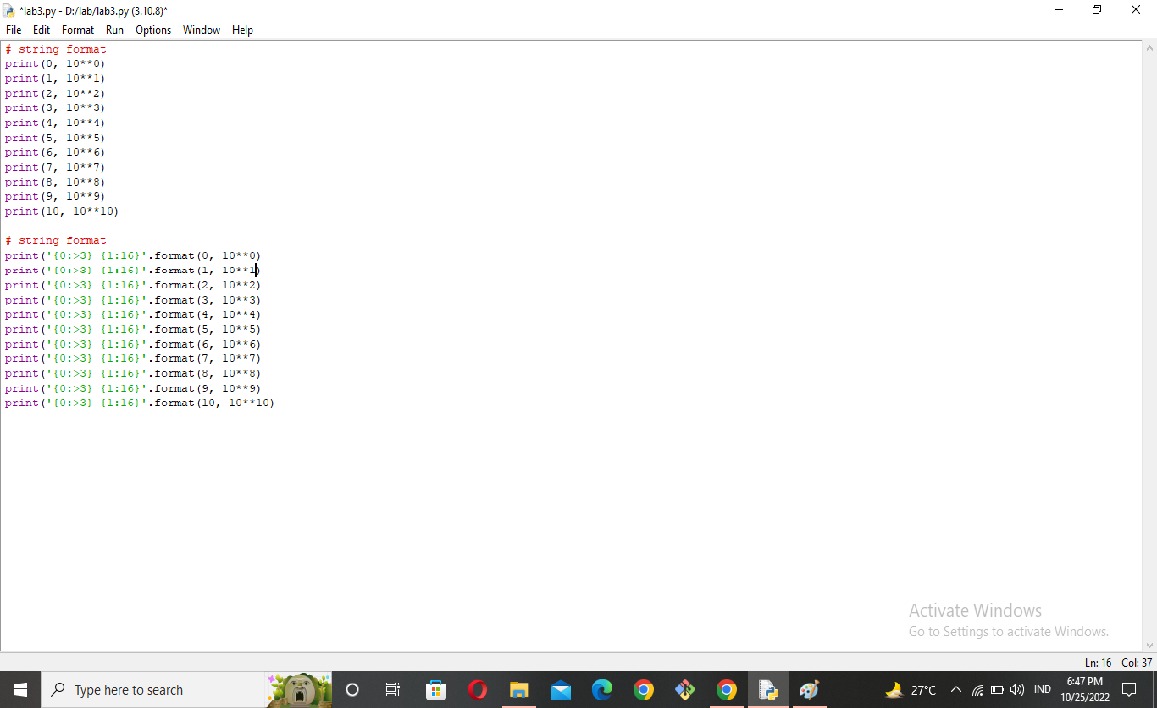 *lab3.py - D:/lab/lab3.py (3.10.8)*
File Edit Format Run Options Window Help
# string format
print(0, 10**0)
print(1, 10**1)
print(2, 10**2)
print(3, 10**3)
print(4, 10**4)
print(5, 10**5)
print(6, 10**6)
print(7, 10**7)
print(8, 10**8)
print(9, 10**9)
print(10, 10**10)
# string format
print('{0:>3} {1:16}'.format(0, 10**0)
print('{0:>3} {1:16}'.format(1, 10**1)
print('{0:>3} {1:16}'.format(2, 10**2)
print('{0:>3} {1:16}'.format(3, 10**3)
print('{0:>3} {1:16}'.format(4, 10**4)
print('{0:>3} {1:16}'.format(5, 10**5)
print('{0:>3} {1:16}'.format(6, 10**6)
print('{0:>3} {1:16}'.format(7, 10**7)
print('{0:>3} {1:16}'.format(8, 10**8)
print('{0:>3} {1:16}'.format(9, 10**9)
print('{0:>3} {1:16}'.format(10, 10**10)
Activate Windows
Go to Settings to activate Windows.
Ln: 16 Col: 37
Type here to search
27°C
IND
6:47 PM
10/25/2022